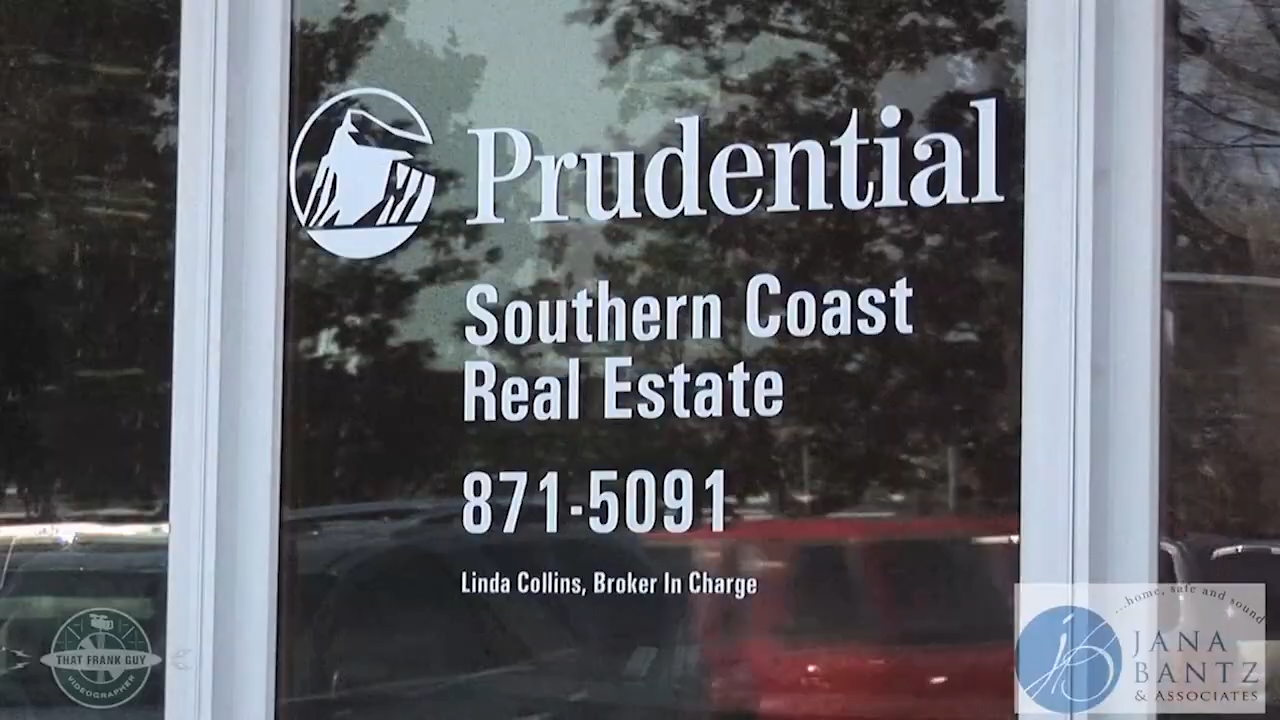 Prudential
Southern Coast
Real Estate
871-5091
Linda Collins, Broker In Charge
THAT FRANK GUY
VIDEOGRAPHER
...home, safe and sound
jb
JANA
BANTZ
& ASSOCIATES